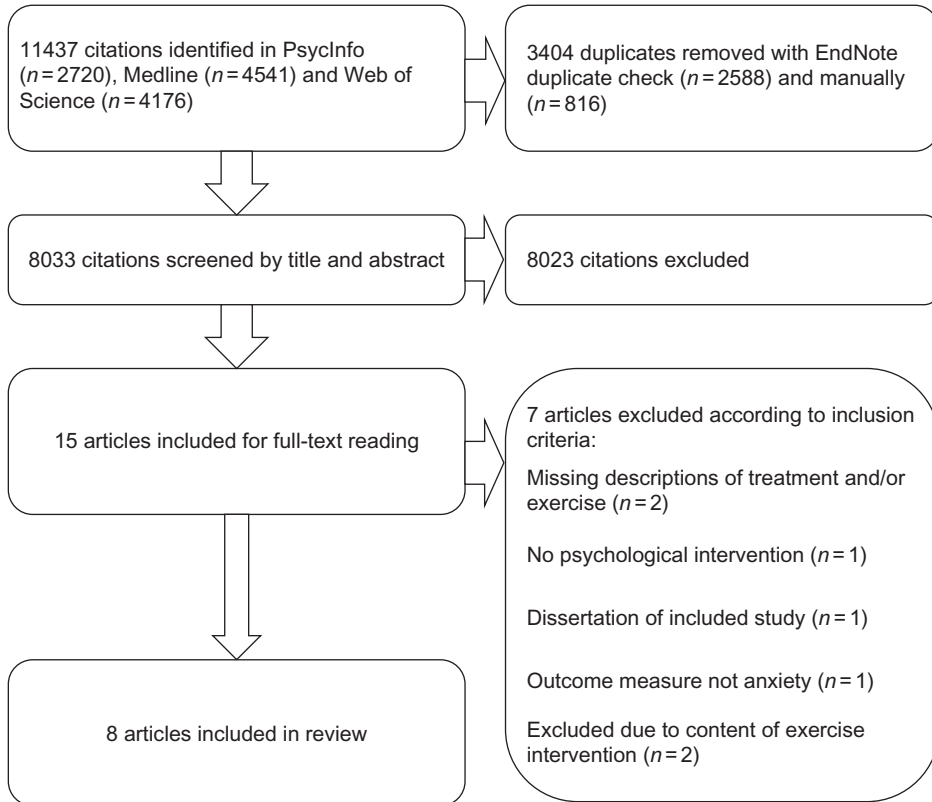 11437 citations identified in PsycInfo
(n=2720), Medline (n=4541) and Web of
Science (n=4176)
3404 duplicates removed with EndNote
duplicate check (n=2588) and manually
(n=816)
8033 citations screened by title and abstract
8023 citations excluded
15 articles included for full-text reading
7 articles excluded according to inclusion
criteria:
Missing descriptions of treatment and/or
exercise (n=2)
No psychological intervention (n=1)
Dissertation of included study (n=1)
Outcome measure not anxiety (n=1)
Excluded due to content of exercise
intervention (n=2)
8 articles included in review